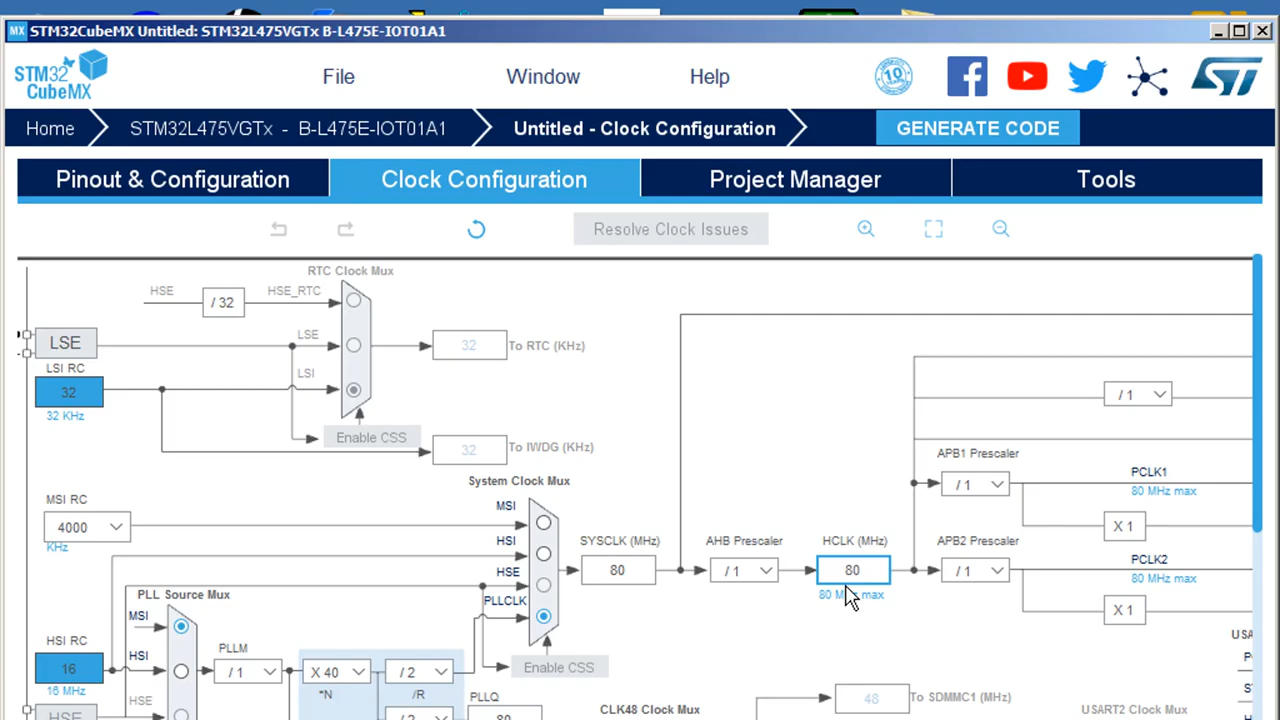 MX STM32CubeMX Untitled: STM32L475VGTx B-L475E-IOT01A1
STM32
CubeMX
File
Window
Help
10
ST
Home
STM32L475VGTx - B-L475E-IOT01A1
Untitled - Clock Configuration
GENERATE CODE
Pinout & Configuration
Clock Configuration
Project Manager
Tools
Resolve Clock Issues
RTC Clock Mux
HSE
/ 32
HSE_RTC
LSE
LSE
32
To RTC (KHz)
LSI RC
LSI
32
/ 1
32 KHz
Enable CSS
32
To IWDG (KHz)
APB1 Prescaler
System Clock Mux
PCLK1
/ 1
80 MHz max
MSI RC
MSI
4000
X 1
KHz
HSI
SYSCLK (MHz)
AHB Prescaler
HCLK (MHz)
APB2 Prescaler
PCLK2
HSE
80
/ 1
80
/ 1
80 MHz max
PLL Source Mux
PLLCLK
80 M max
MSI
X 1
HSI RC
HSI
PLLM
16
/ 1
X 40
/ 2
Enable CSS
16 MHz
*N
/R
HSE
PLLQ
48
To SDMMC1 (MHz)
HSE
/ 2
80
CLK48 Clock Mux
USART2 Clock Mux